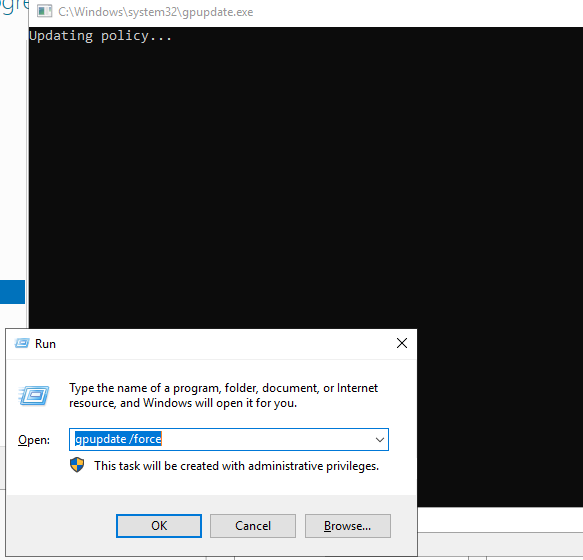 C:\Windows\system32\gpupdate.exe
Updating policy...
Run
Type the name of a program, folder, document, or Internet
resource, and Windows will open it for you.
Open:
gpupdate /force
This task will be created with administrative privileges.
OK
Cancel
Browse...